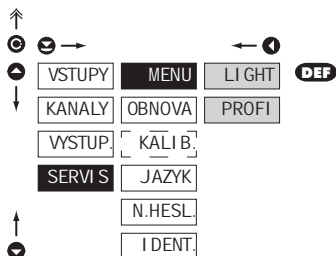 VSTUPY MENU LIGHT DEF
KANALY OBNOVA PROFI
VYSTUP. KALIB.
SERVIS JAZYK
N.HESL.
IDENT.